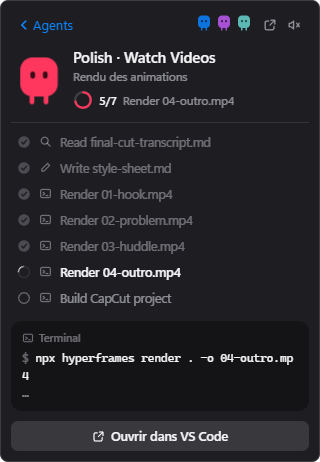 Agents
Polish · Watch Videos
Rendu des animations
5/7 Render 04-outro.mp4
Read final-cut-transcript.md
Write style-sheet.md
Render 01-hook.mp4
Render 02-problem.mp4
Render 03-huddle.mp4
Render 04-outro.mp4
Build CapCut project
Terminal
$ npx hyperframes render . -o 04-outro.mp
4
…
Ouvrir dans VS Code